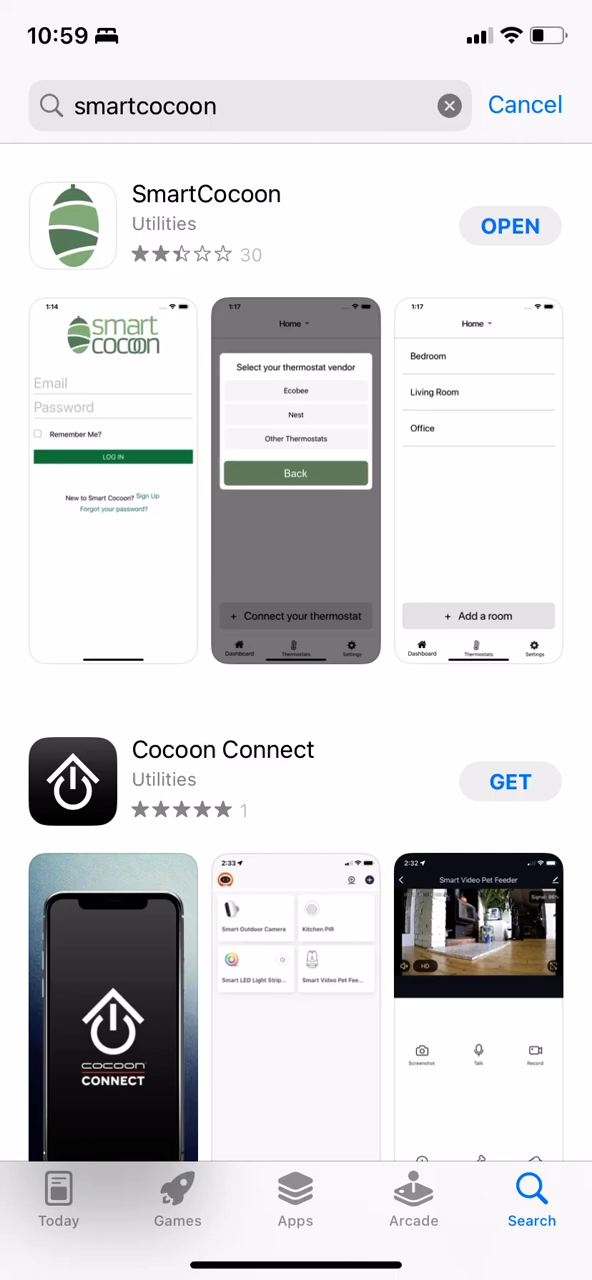 10:59
smartcocoon
Cancel
SmartCocoon
Utilities
OPEN
30
1:14
smart
cocoon
Email
Password
Remember Me?
LOG IN
New to Smart Cocoon? Sign Up
Forgot your password?
1:17
Home
Select your thermostat vendor
Ecobee
Nest
Other Thermostats
Back
+ Connect your thermostat
Dashboard
Thermostats
Settings
1:17
Home
Bedroom
Living Room
Office
+ Add a room
Dashboard
Thermostats
Settings
Cocoon Connect
Utilities
GET
1
COCOON
CONNECT
2:33
Smart Outdoor Camera
Kitchen PIR
Smart LED Light Strip...
Smart Video Pet Fee...
2:32
Smart Video Pet Feeder
HD
Screenshot
Talk
Record
Today
Games
Apps
Arcade
Search